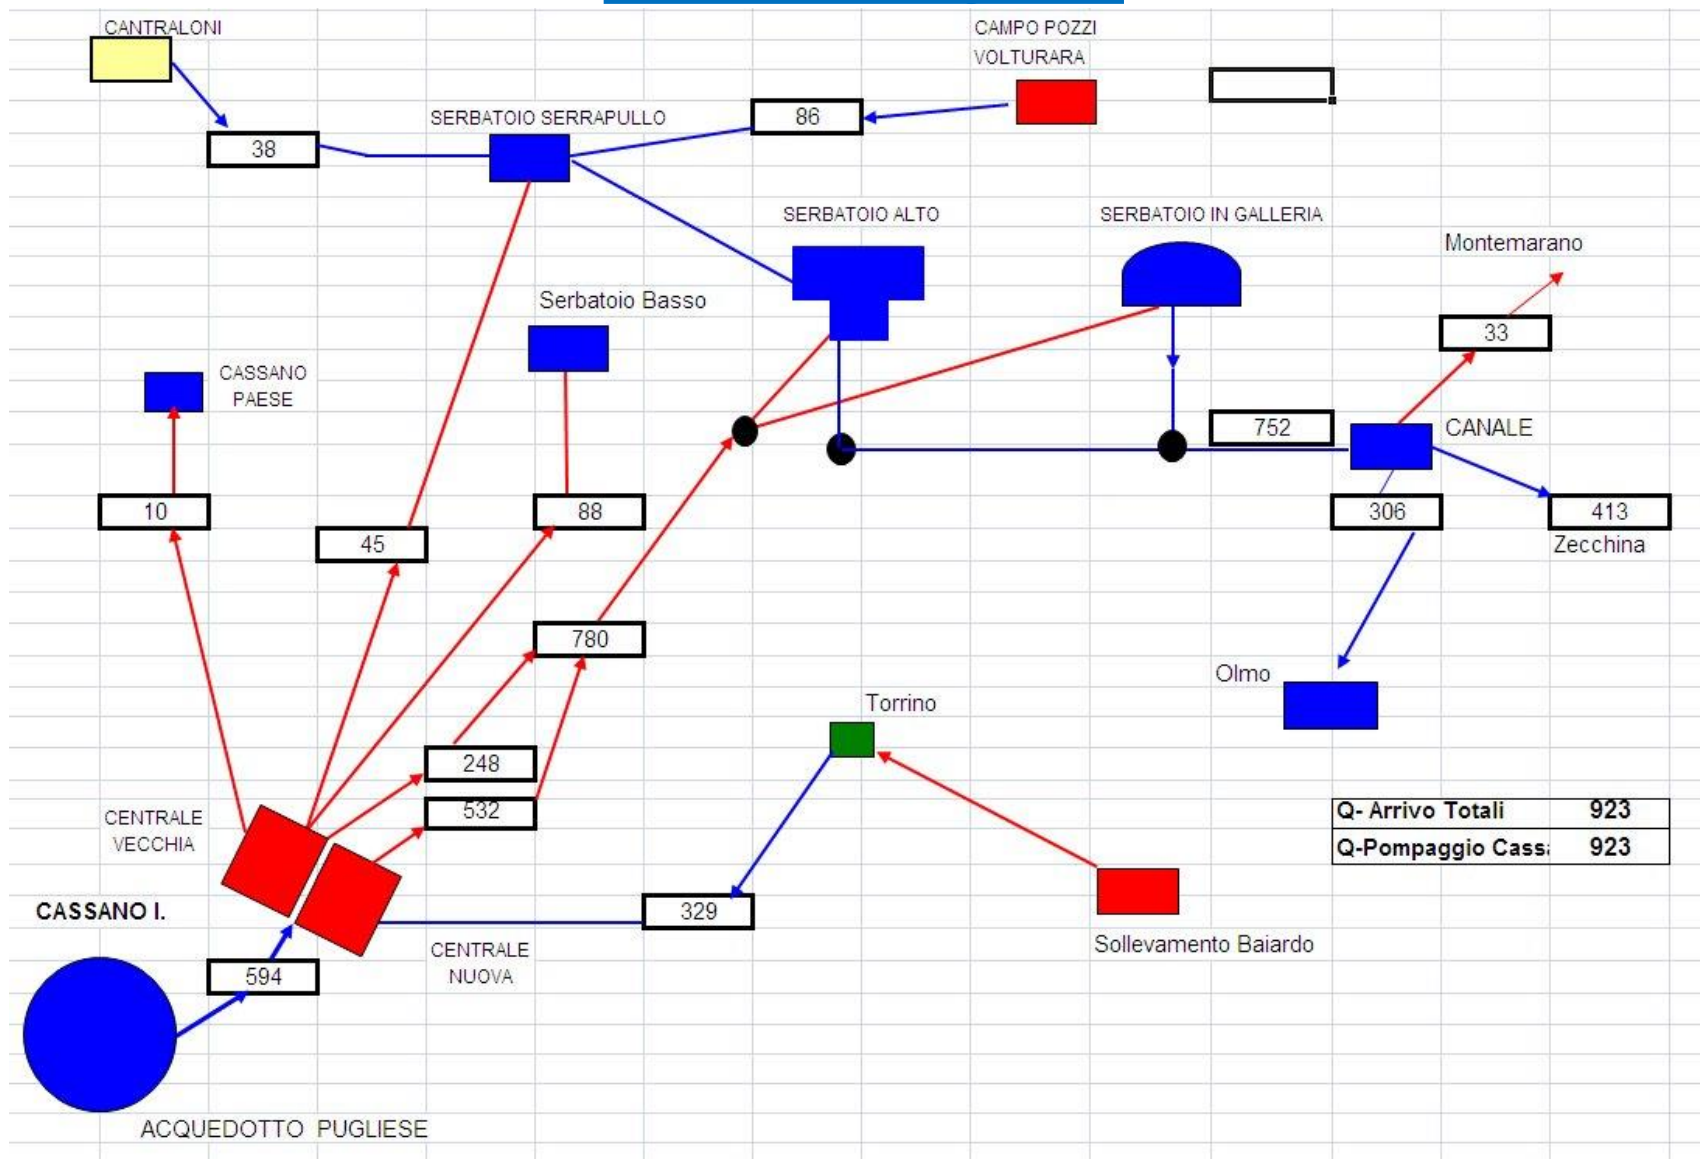 CANTRALONI
CAMPO POZZI
VOLTURARA
86
SERBATOIO SERRAPULLO
38
SERBATOIO ALTO
SERBATOIO IN GALLERIA
Montemarano
Serbatoio Basso
33
CASSANO
PAESE
752
CANALE
10
88
306
413
45
Zecchina
780
Olmo
Torrino
248
532
CENTRALE
VECCHIA
Q- Arrivo Totali 923
Q-Pompaggio Cassa 923
CASSANO I.
329
CENTRALE
NUOVA
Sollevamento Baiardo
594
ACQUEDOTTO PUGLIESE